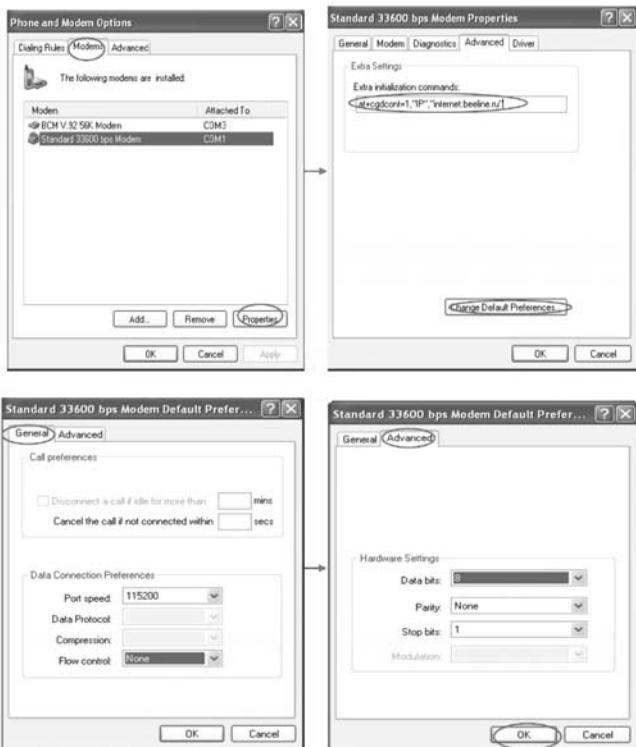 Phone and Modem Options
Dialing Rules Modems Advanced
The following modems are installed:
Modem Attached To
BCM V.92 56K Modem COM3
Standard 33600 bps Modem COM1
Add... Remove Properties
OK Cancel Apply
Standard 33600 bps Modem Properties
General Modem Diagnostics Advanced Driver
Extra Settings
Extra initialization commands:
at+cgdcont=1,"IP","internet.beeline.ru"
Change Default Preferences...
OK Cancel
Standard 33600 bps Modem Default Prefer...
General Advanced
Call preferences
Disconnect a call if idle for more than mins
Cancel the call if not connected within secs
Data Connection Preferences
Port speed: 115200
Data Protocol:
Compression:
Flow control: None
OK Cancel
Standard 33600 bps Modem Default Prefer...
General Advanced
Hardware Settings
Data bits: 8
Parity: None
Stop bits: 1
Modulation:
OK Cancel